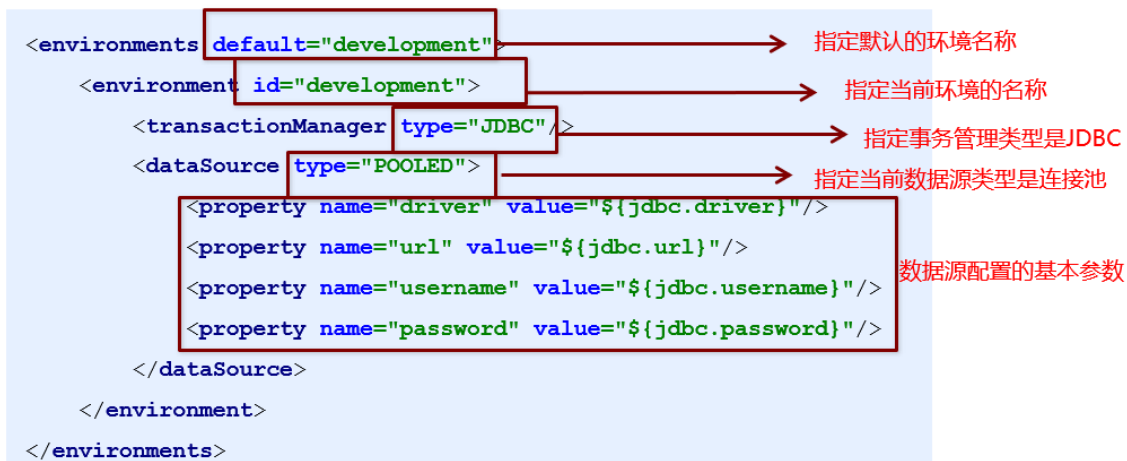 <environments default="development"> 指定默认的环境名称
<environment id="development"> 指定当前环境的名称
<transactionManager type="JDBC"/> 指定事务管理类型是JDBC
<dataSource type="POOLED"> 指定当前数据源类型是连接池
<property name="driver" value="${jdbc.driver}"/>
<property name="url" value="${jdbc.url}"/>
<property name="username" value="${jdbc.username}"/>
数据源配置的基本参数
<property name="password" value="${jdbc.password}"/>
</dataSource>
</environment>
</environments>